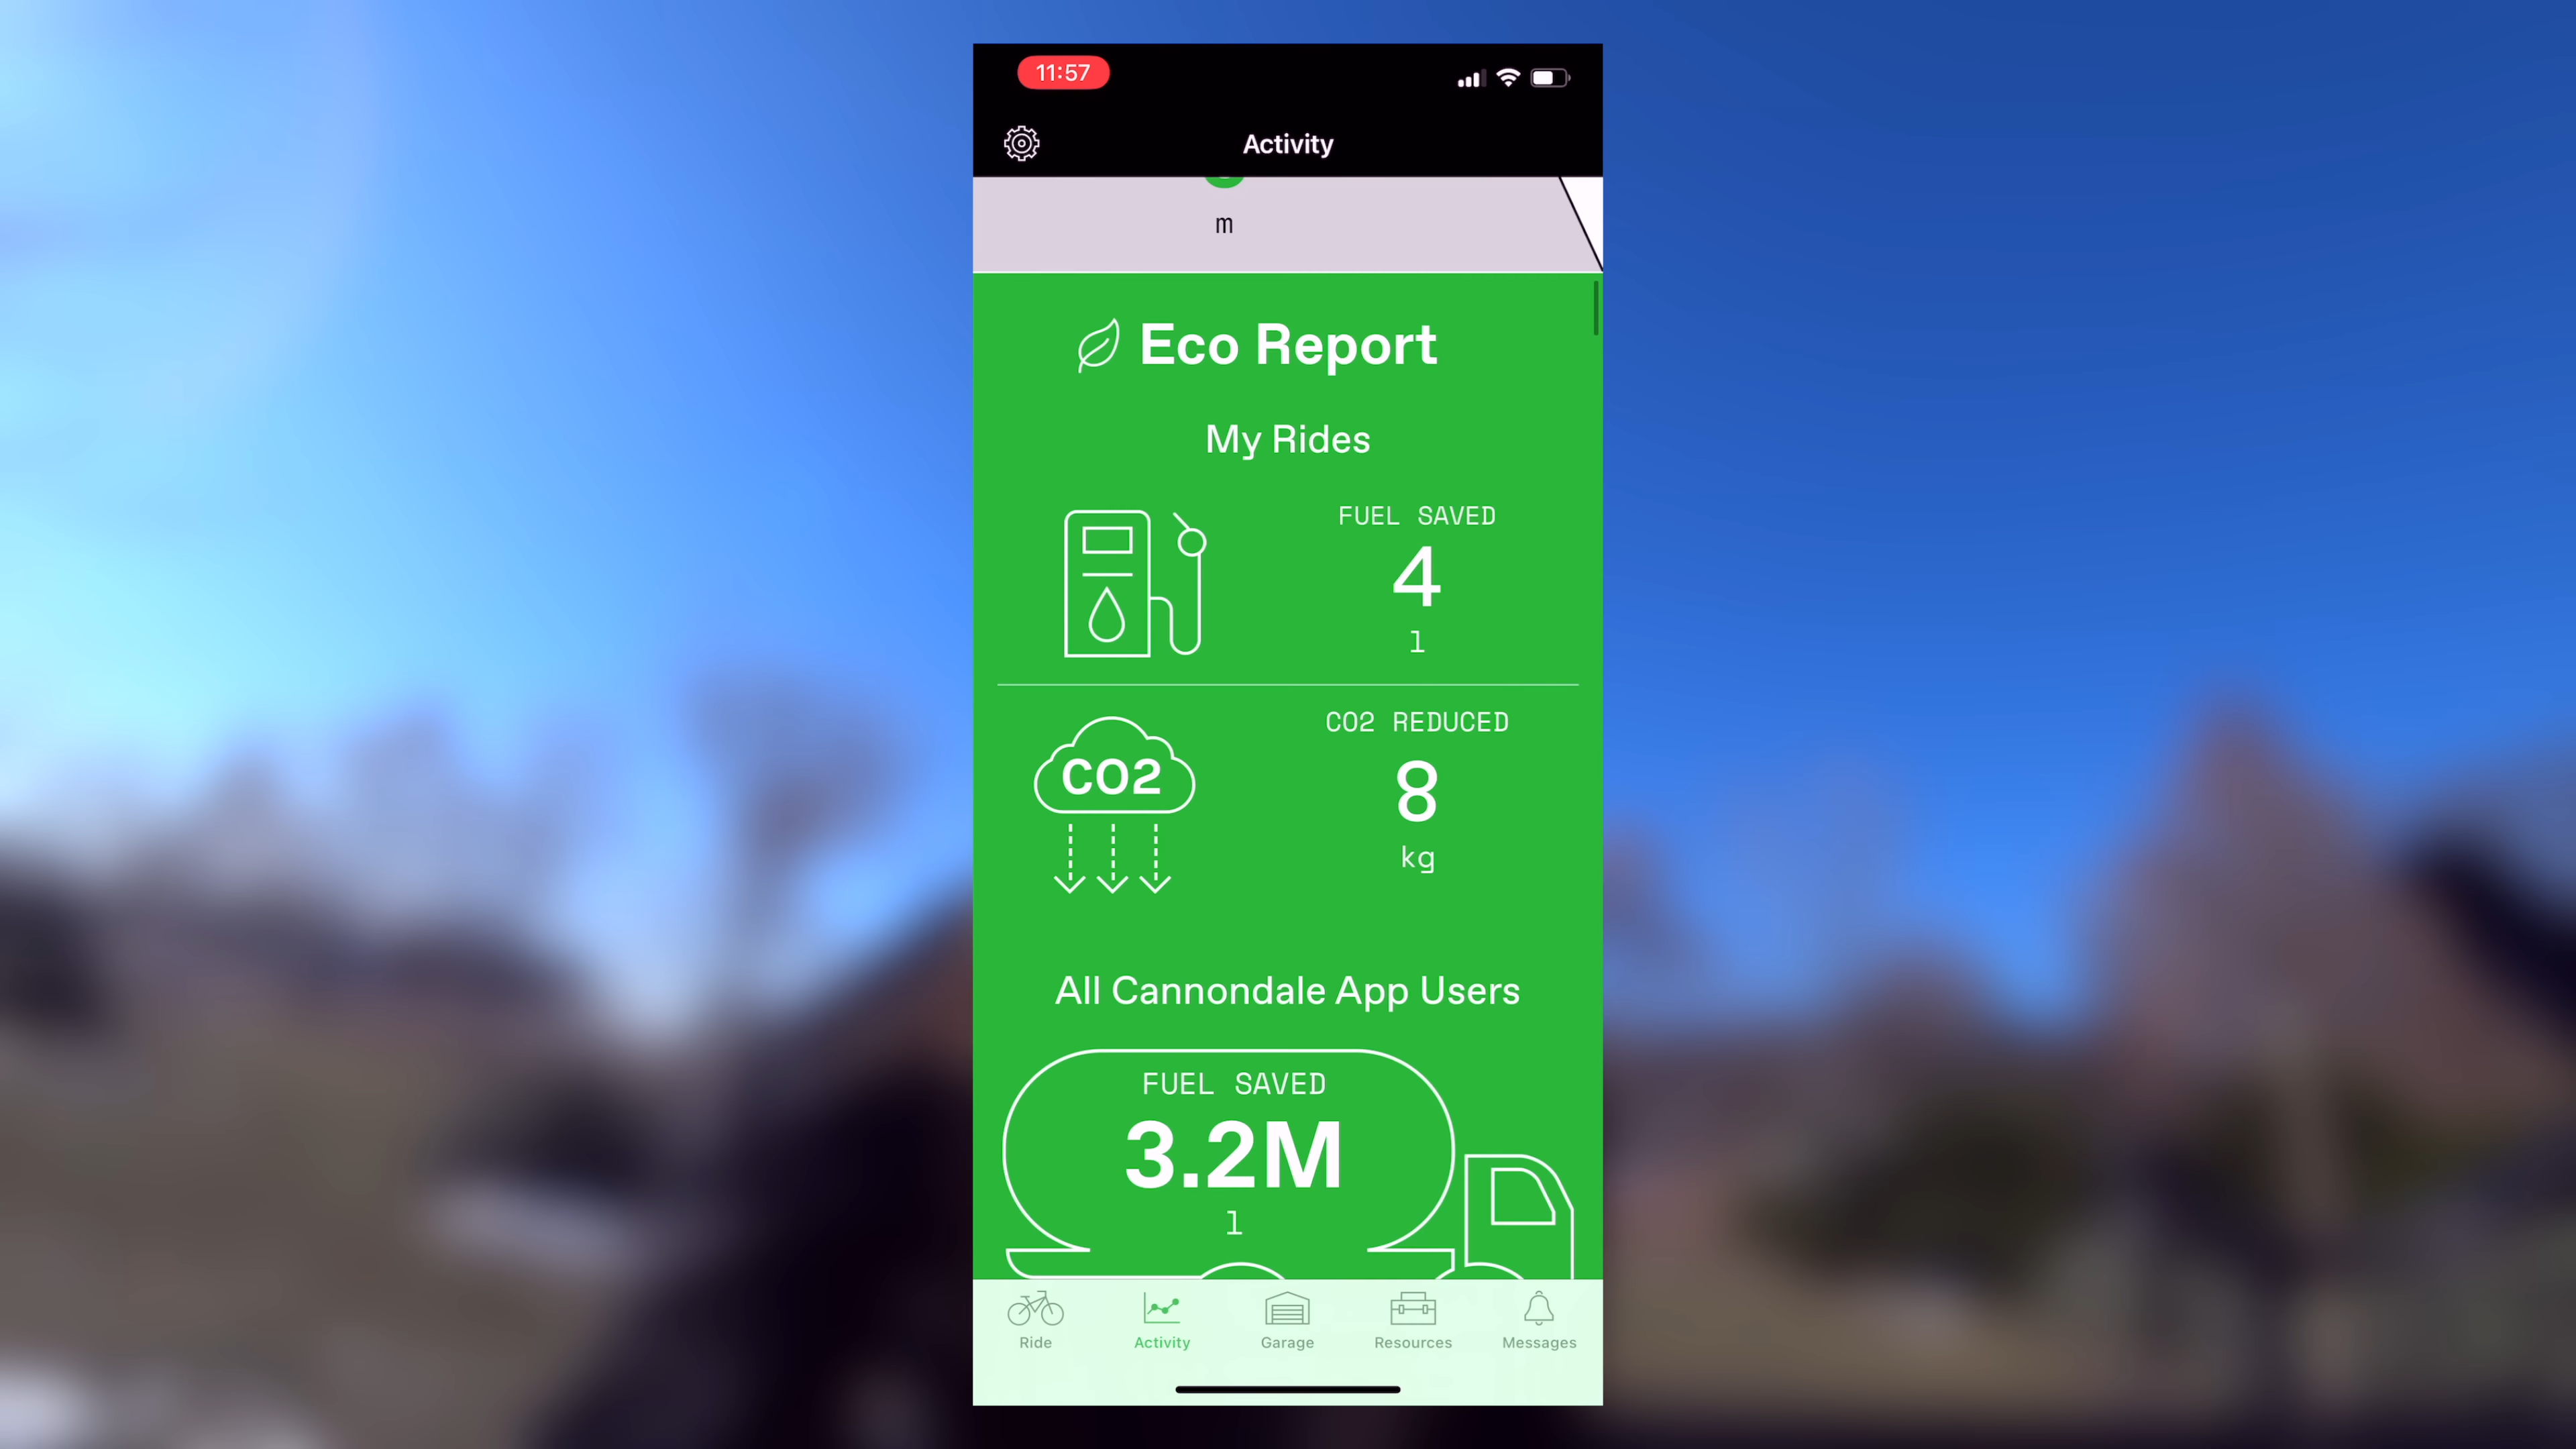 11:57
Activity
m
Eco Report
My Rides
FUEL SAVED
4
l
CO2
CO2 REDUCED
8
kg
All Cannondale App Users
FUEL SAVED
3.2M
l
Ride
Activity
Garage
Resources
Messages